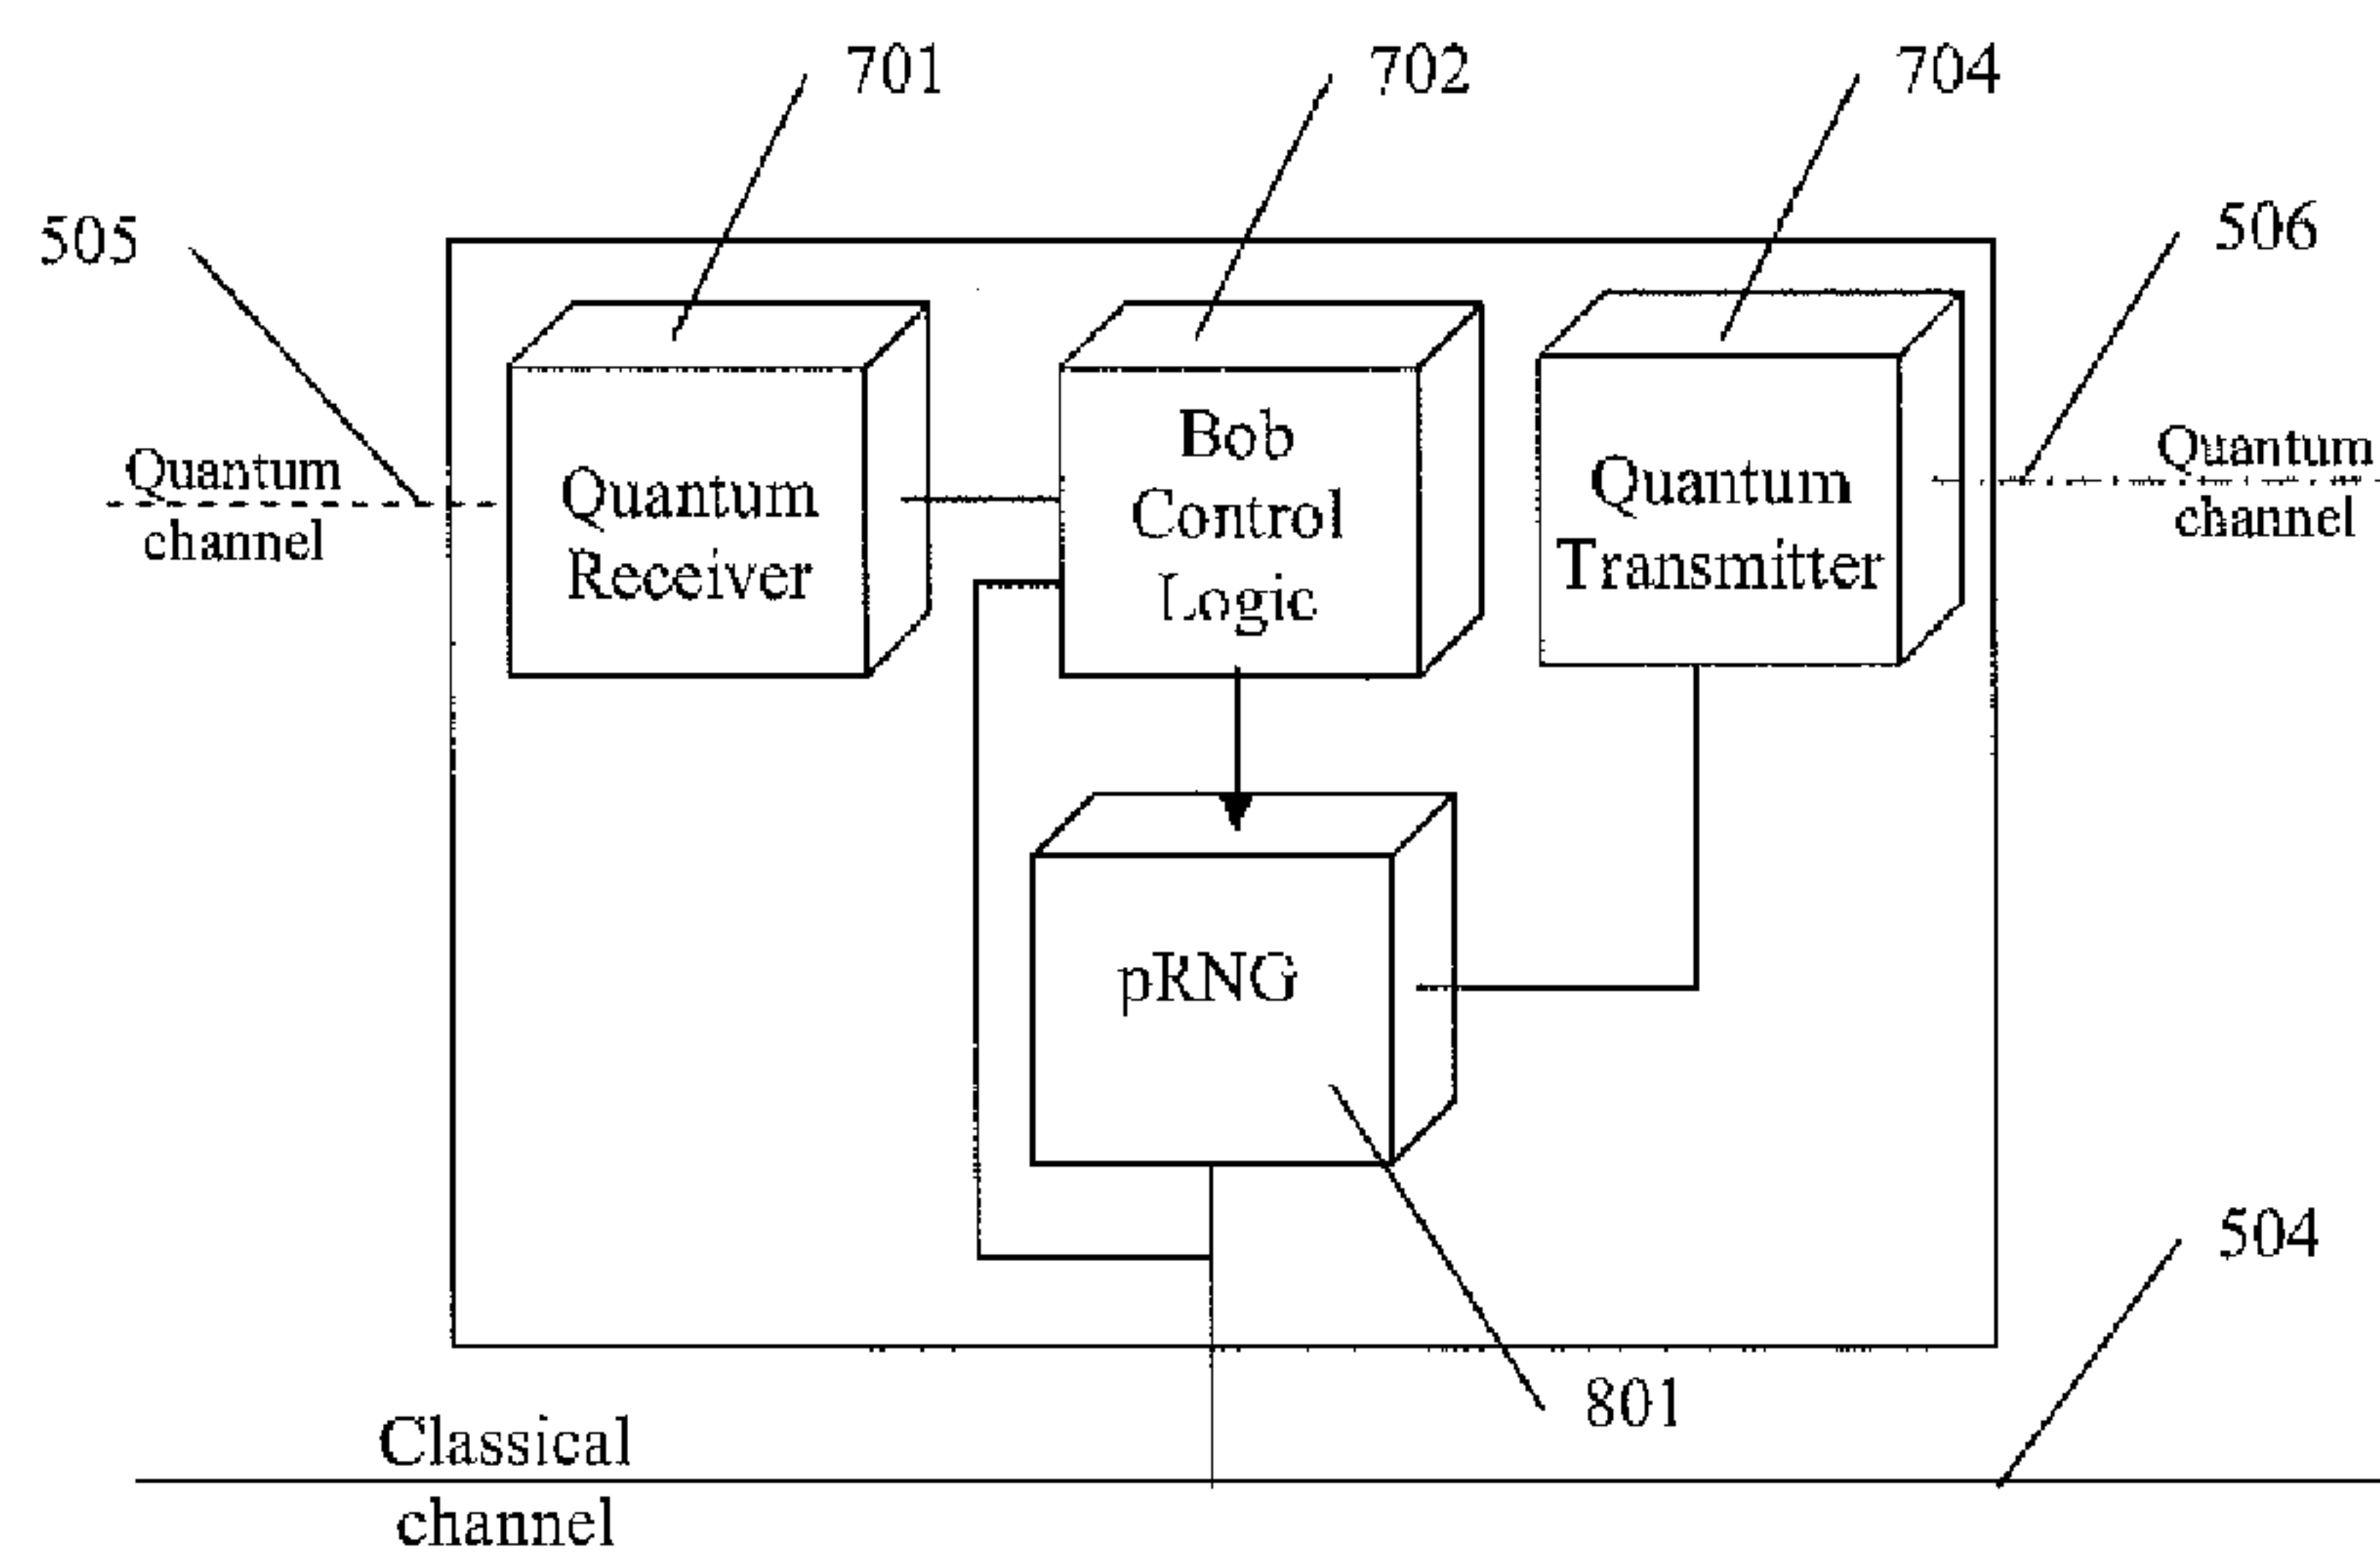 701
702
704
505
506
Quantum
channel
Quantum
Receiver
Bob
Control
Logic
Quantum
Transmitter
Quantum
channel
pRNG
504
801
Classical
channel